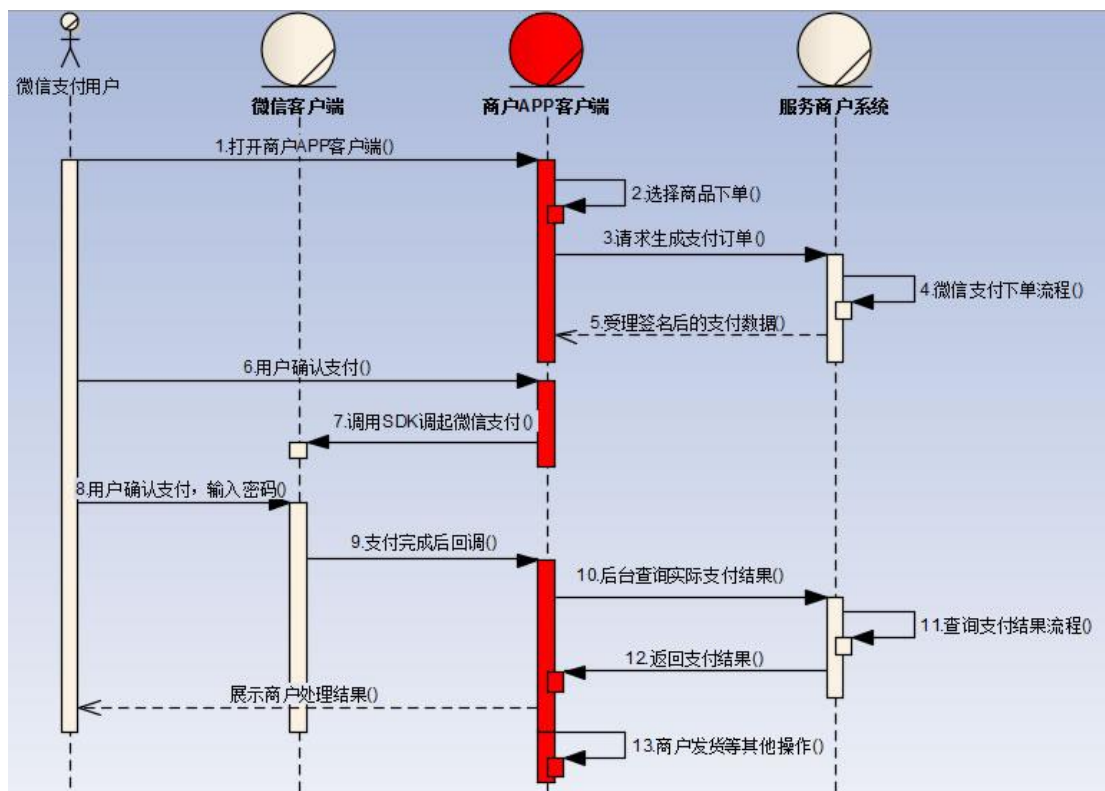 微信支付用户
微信客户端
商户APP客户端
服务商户系统
1.打开商户APP客户端()
2.选择商品下单()
3.请求生成支付订单()
4.微信支付下单流程()
5.受理签名后的支付数据()
6.用户确认支付()
7.调用SDK调起微信支付()
8.用户确认支付，输入密码()
9.支付完成后回调()
10.后台查询实际支付结果()
11.查询支付结果流程()
12.返回支付结果()
展示商户处理结果()
13.商户发货等其他操作()